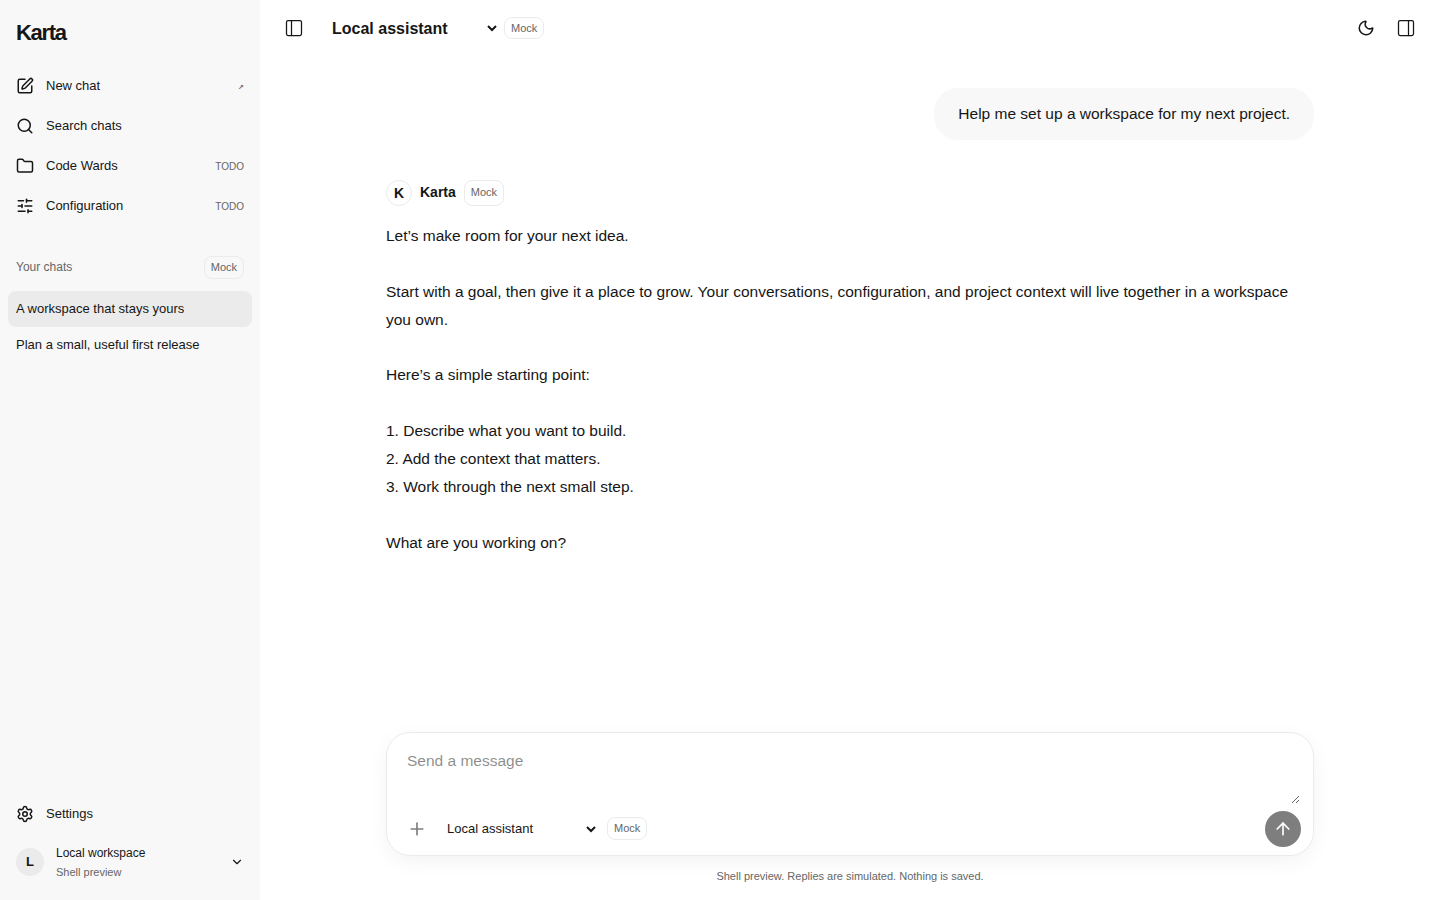 Karta
New chat
Search chats
Code Wards TODO
Configuration TODO
Your chats Mock
A workspace that stays yours
Plan a small, useful first release
Settings
L
Local workspace
Shell preview
Local assistant Mock
Help me set up a workspace for my next project.
K Karta Mock
Let’s make room for your next idea.
Start with a goal, then give it a place to grow. Your conversations, configuration, and project context will live together in a workspace
you own.
Here’s a simple starting point:
1. Describe what you want to build.
2. Add the context that matters.
3. Work through the next small step.
What are you working on?
Send a message
Local assistant Mock
Shell preview. Replies are simulated. Nothing is saved.